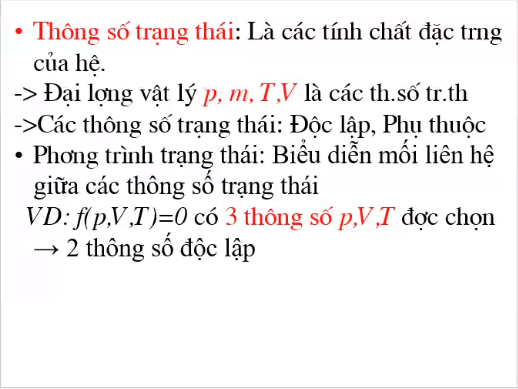 • Thông số trạng thái: Là các tính chất đặc trng
của hệ.
-> Đại lợng vật lý p, m, T,V là các th.số tr.th
->Các thông số trạng thái: Độc lập, Phụ thuộc
• Phơng trình trạng thái: Biểu diễn mối liên hệ
giữa các thông số trạng thái
VD: f(p,V,T)=0 có 3 thông số p,V,T đợc chọn
→ 2 thông số độc lập